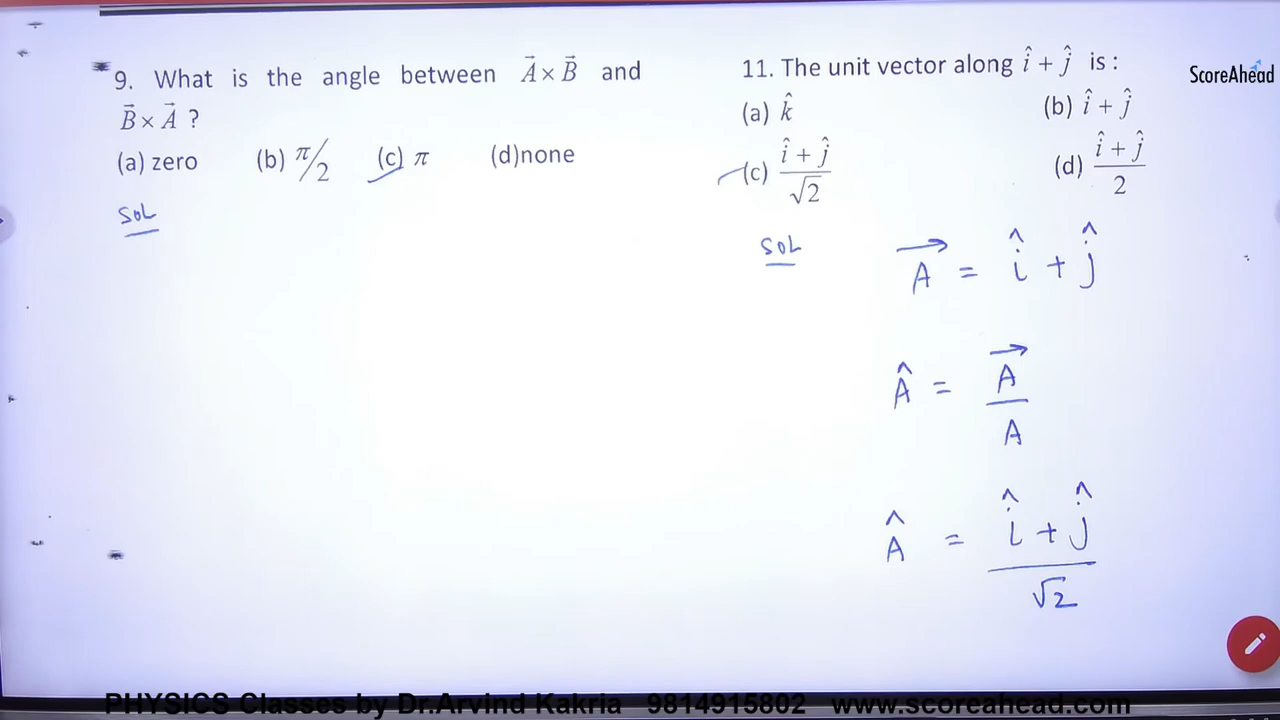 9. What is the angle between A⃗ × B⃗ and
B⃗ × A⃗ ?
(a) zero (b) π/2 (c) π (d)none
SOL
11. The unit vector along î + ĵ is :
(a) k̂ (b) î + ĵ
(c) (î + ĵ)/√2 (d) (î + ĵ)/2
SOL
A⃗ = î + ĵ
Â = A⃗/A
Â = (î + ĵ)/√2
ScoreAhead
PHYSICS Classes by Dr.Arvind Kakria 9814915802 www.scoreahead.com